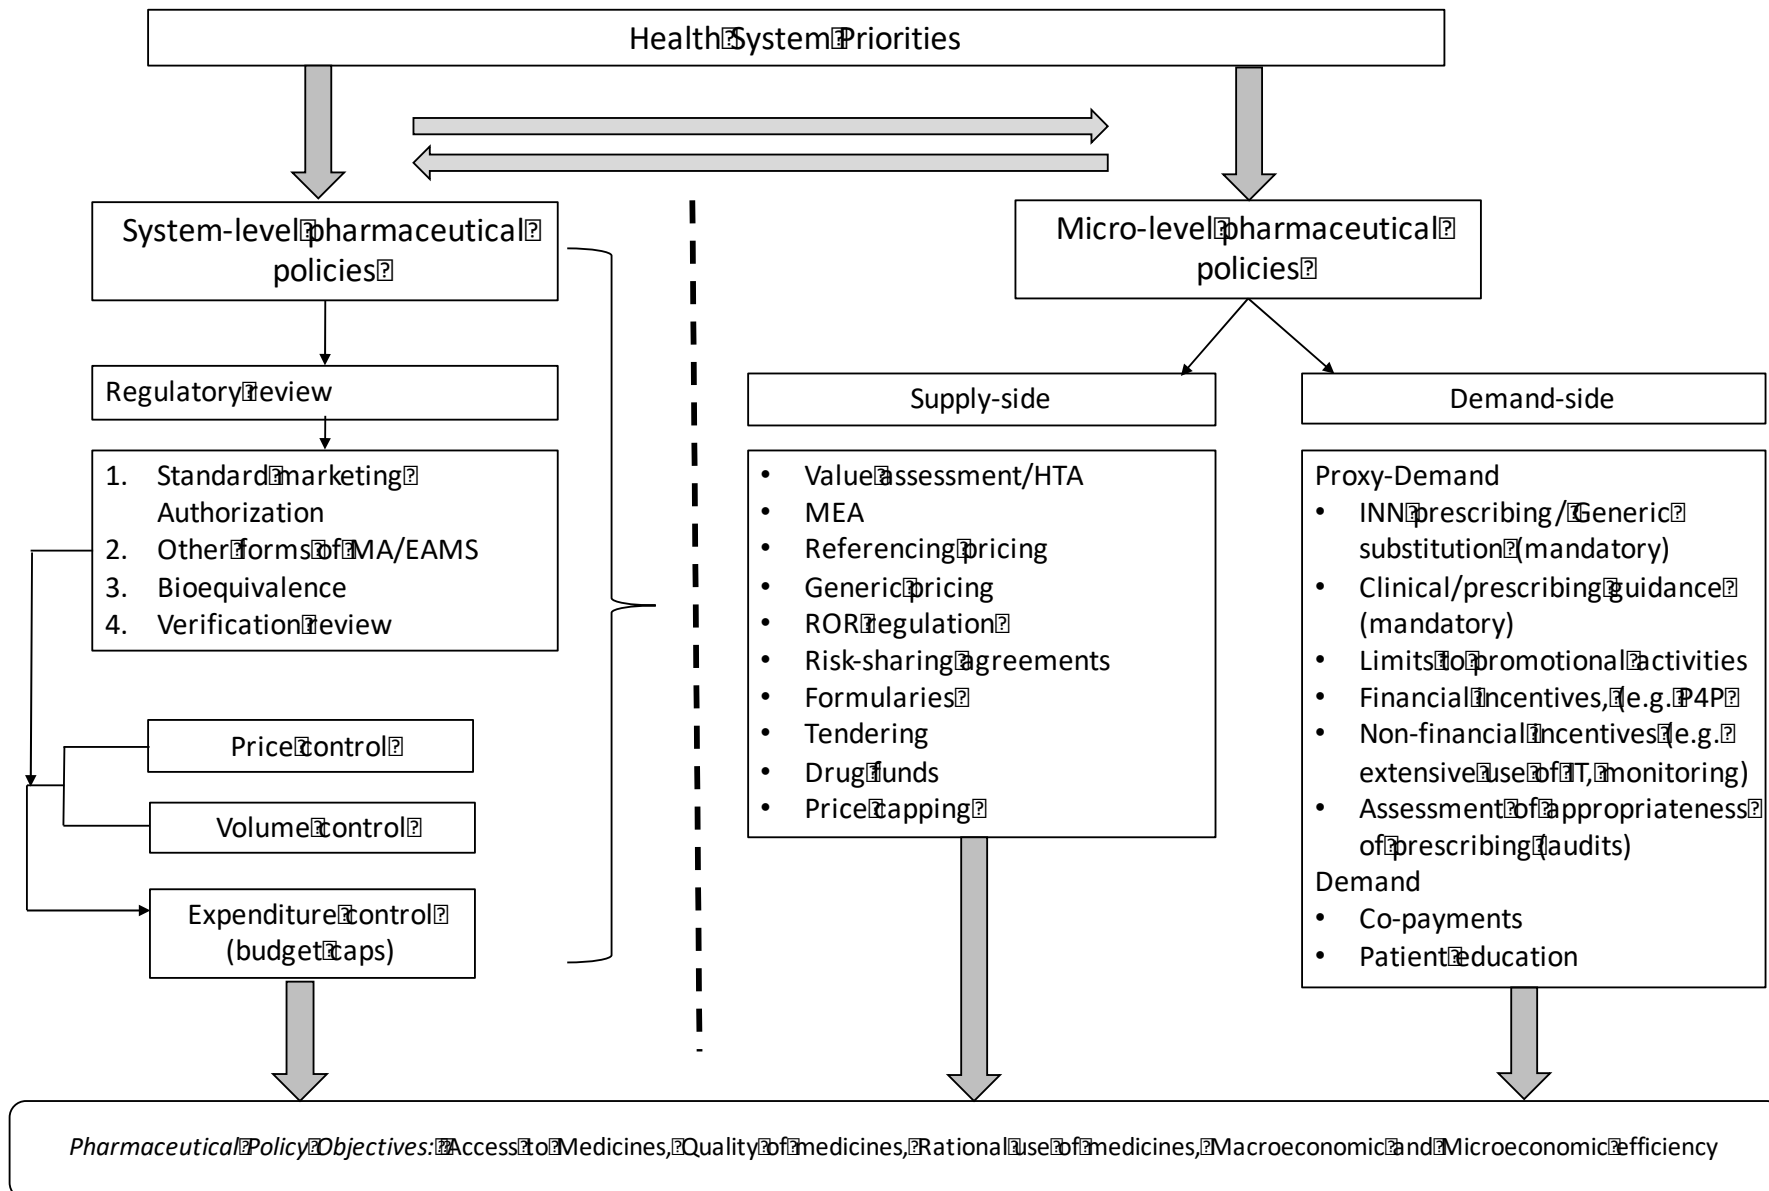 Health System Priorities
System-level pharmaceutical
policies
Micro-level pharmaceutical
policies
Regulatory review
1. Standard marketing
Authorization
2. Other forms of MA/EAMS
3. Bioequivalence
4. Verification review
Price control
Volume control
Expenditure control
(budget caps)
Supply-side
• Value assessment/HTA
• MEA
• Referencing pricing
• Generic pricing
• ROR regulation
• Risk-sharing agreements
• Formularies
• Tendering
• Drug funds
• Price capping
Demand-side
Proxy-Demand
• INN prescribing/ Generic
substitution (mandatory)
• Clinical/prescribing guidance
(mandatory)
• Limits to promotional activities
• Financial incentives, (e.g. P4P
• Non-financial incentives (e.g.
extensive use of IT, monitoring)
• Assessment of appropriateness
of prescribing (audits)
Demand
• Co-payments
• Patient education
Pharmaceutical Policy Objectives: Access to Medicines, Quality of medicines, Rational use of medicines, Macroeconomic and Microeconomic efficiency